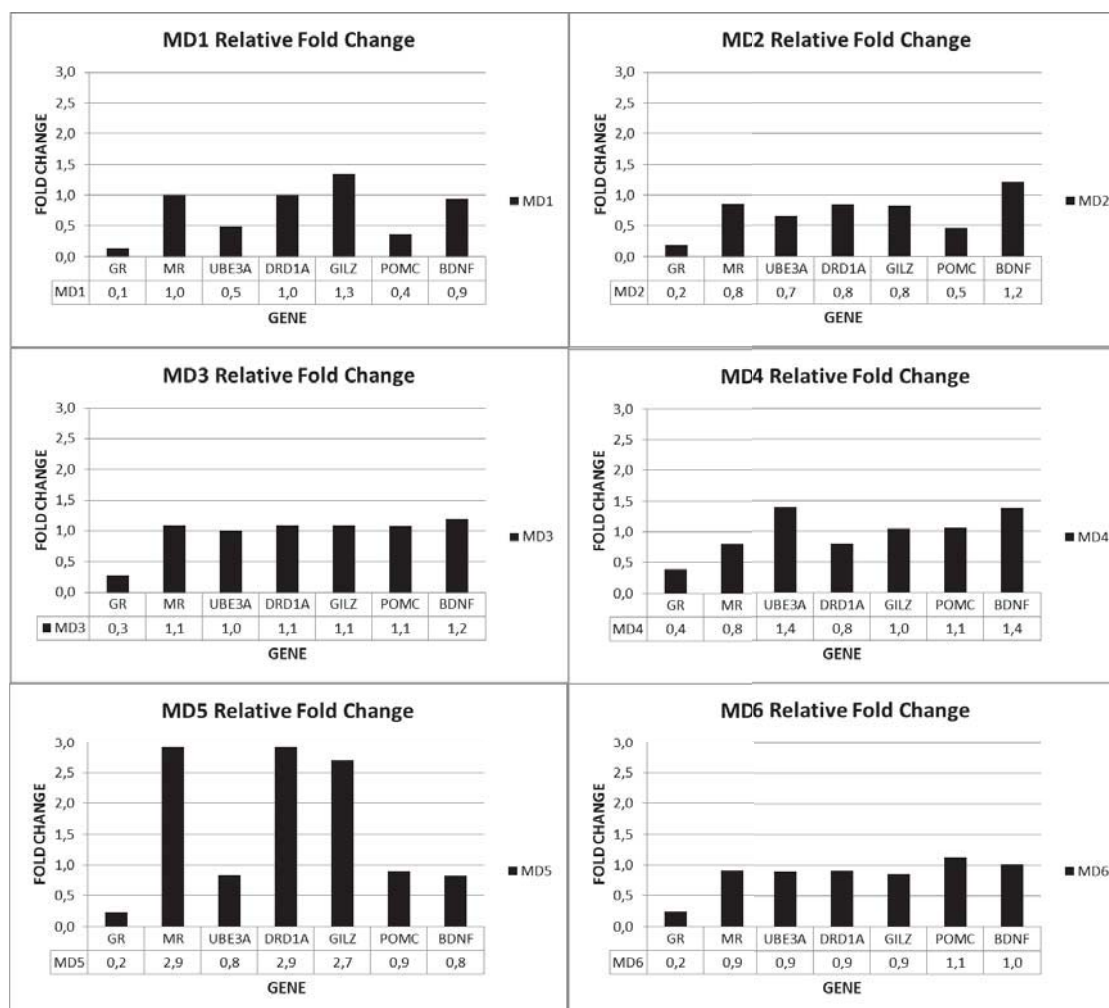 MD1 Relative Fold Change
FOLD CHANGE
3,0
2,5
2,0
1,5
1,0
0,5
0,0
GR MR UBE3A DRD1A GILZ POMC BDNF
MD1 0,1 1,0 0,5 1,0 1,3 0,4 0,9
GENE
MD1
MD2 Relative Fold Change
FOLD CHANGE
3,0
2,5
2,0
1,5
1,0
0,5
0,0
GR MR UBE3A DRD1A GILZ POMC BDNF
MD2 0,2 0,8 0,7 0,8 0,8 0,5 1,2
GENE
MD2
MD3 Relative Fold Change
FOLD CHANGE
3,0
2,5
2,0
1,5
1,0
0,5
0,0
GR MR UBE3A DRD1A GILZ POMC BDNF
MD3 0,3 1,1 1,0 1,1 1,1 1,1 1,2
GENE
MD3
MD4 Relative Fold Change
FOLD CHANGE
3,0
2,5
2,0
1,5
1,0
0,5
0,0
GR MR UBE3A DRD1A GILZ POMC BDNF
MD4 0,4 0,8 1,4 0,8 1,0 1,1 1,4
GENE
MD4
MD5 Relative Fold Change
FOLD CHANGE
3,0
2,5
2,0
1,5
1,0
0,5
0,0
GR MR UBE3A DRD1A GILZ POMC BDNF
MD5 0,2 2,9 0,8 2,9 2,7 0,9 0,8
GENE
MD5
MD6 Relative Fold Change
FOLD CHANGE
3,0
2,5
2,0
1,5
1,0
0,5
0,0
GR MR UBE3A DRD1A GILZ POMC BDNF
MD6 0,2 0,9 0,9 0,9 0,9 1,1 1,0
GENE
MD6